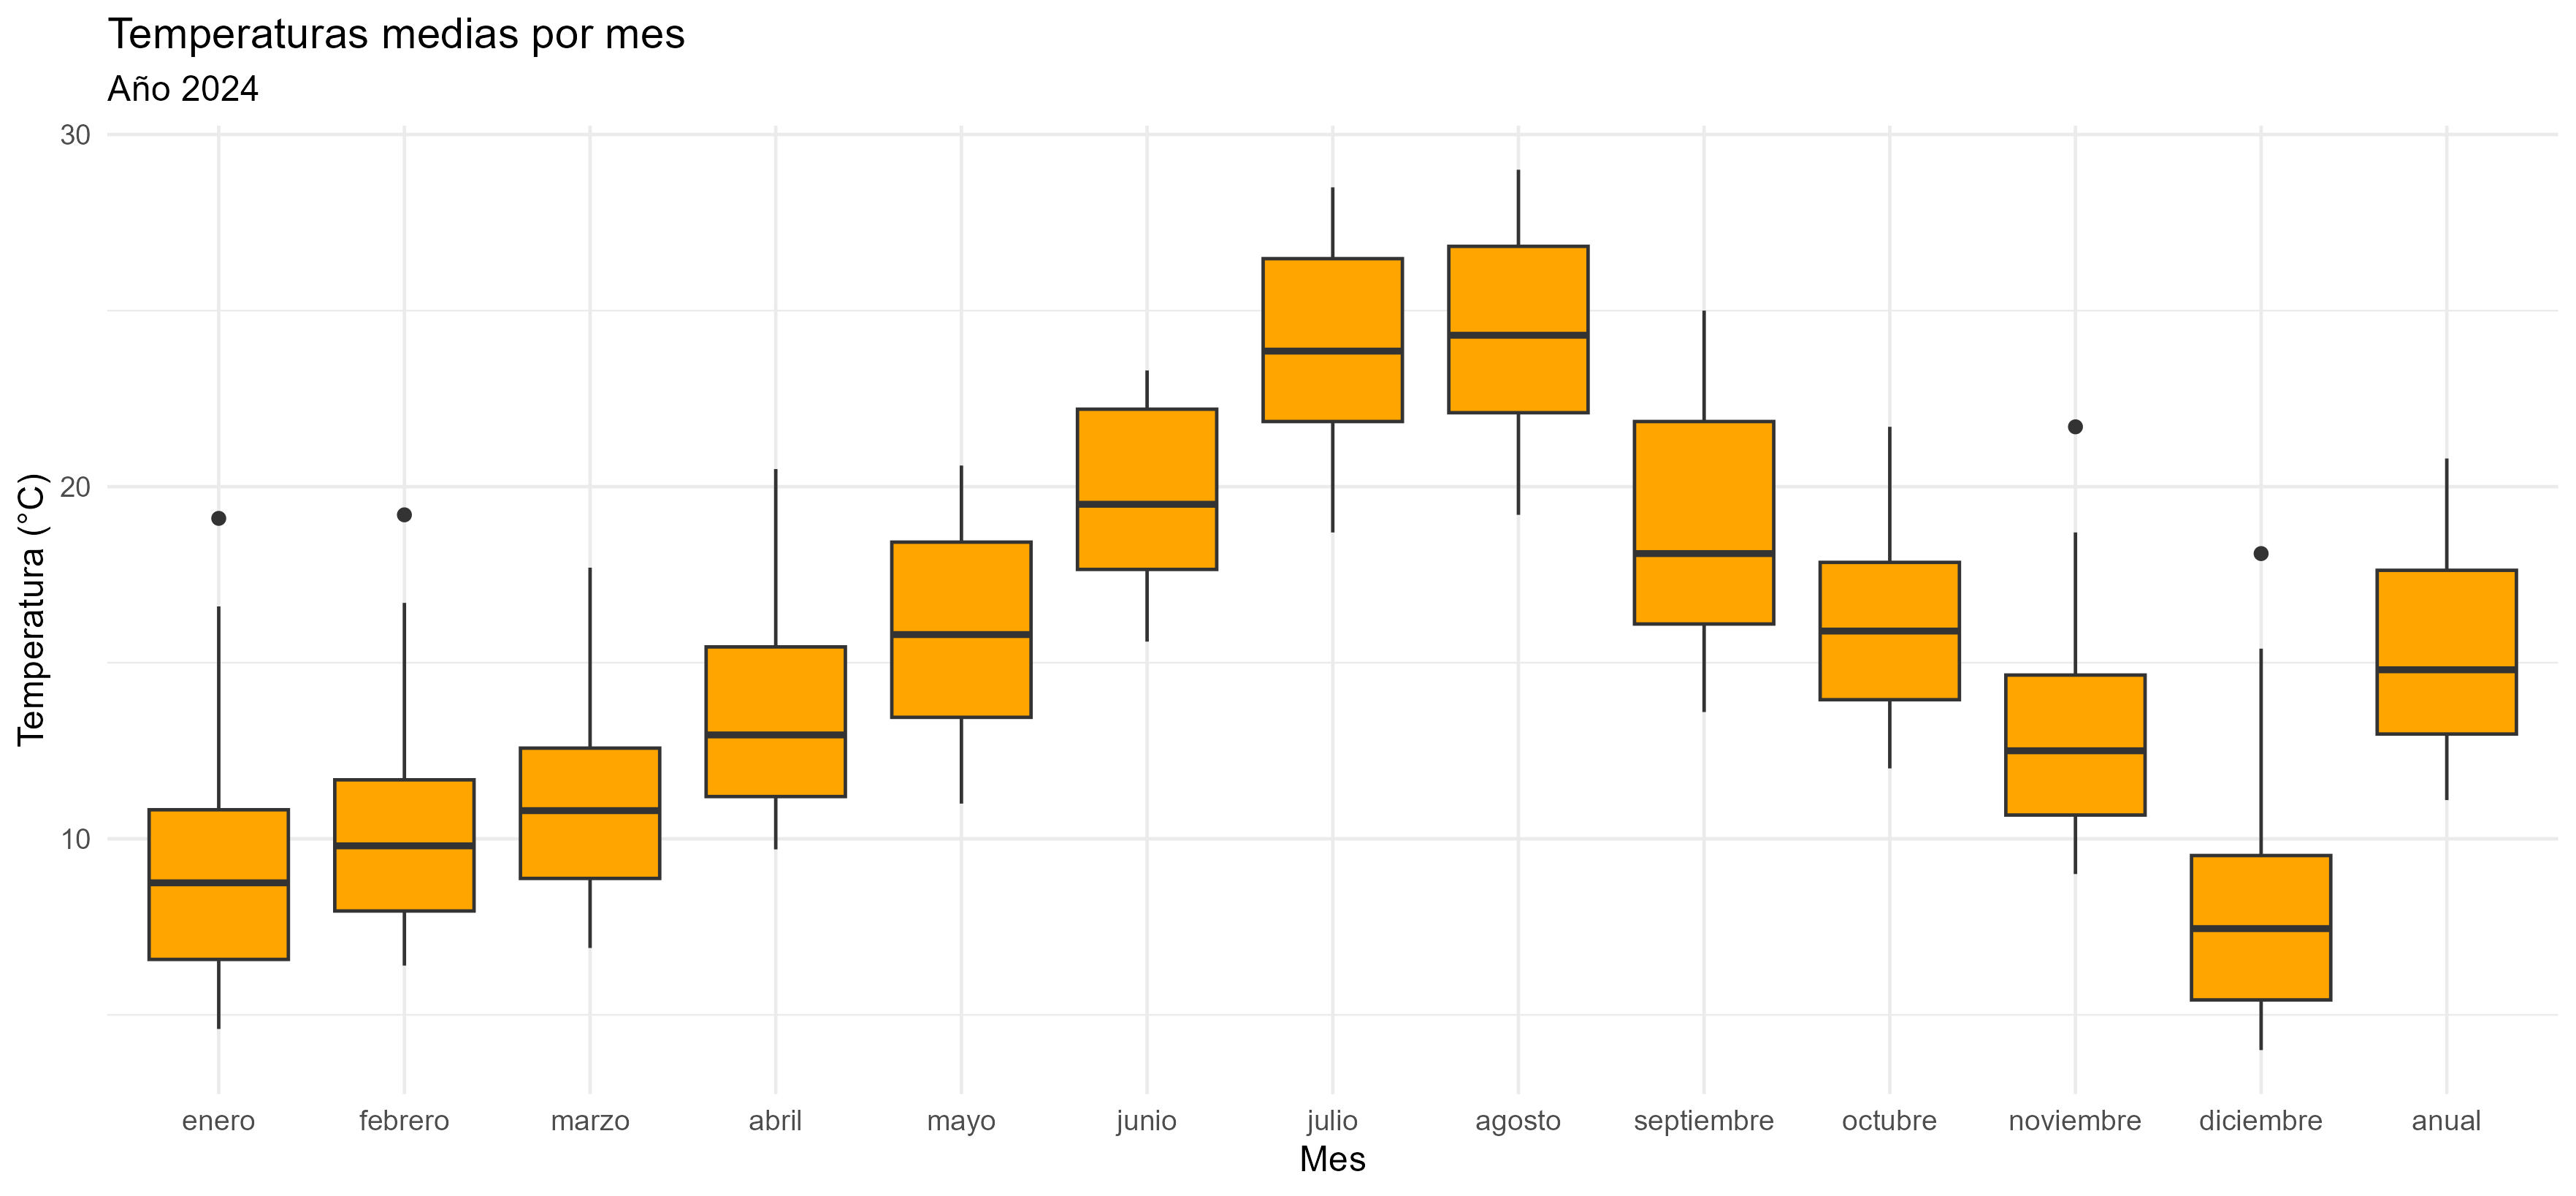 Temperaturas medias por mes
Año 2024
Temperatura (°C)
30
20
10
enero febrero marzo abril mayo junio julio agosto septiembre octubre noviembre diciembre anual
Mes